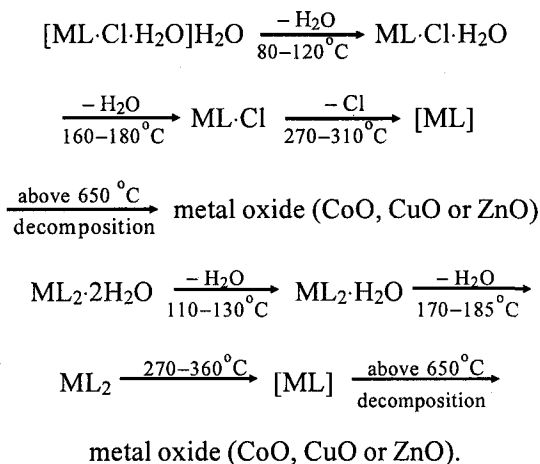 [ML·Cl·H₂O]H₂O –H₂O 80–120°C ML·Cl·H₂O
–H₂O 160–180°C ML·Cl –Cl 270–310°C [ML]
above 650 °C decomposition metal oxide (CoO, CuO or ZnO)
ML₂·2H₂O –H₂O 110–130°C ML₂·H₂O –H₂O 170–185°C
ML₂ 270–360°C [ML] above 650°C decomposition
metal oxide (CoO, CuO or ZnO).